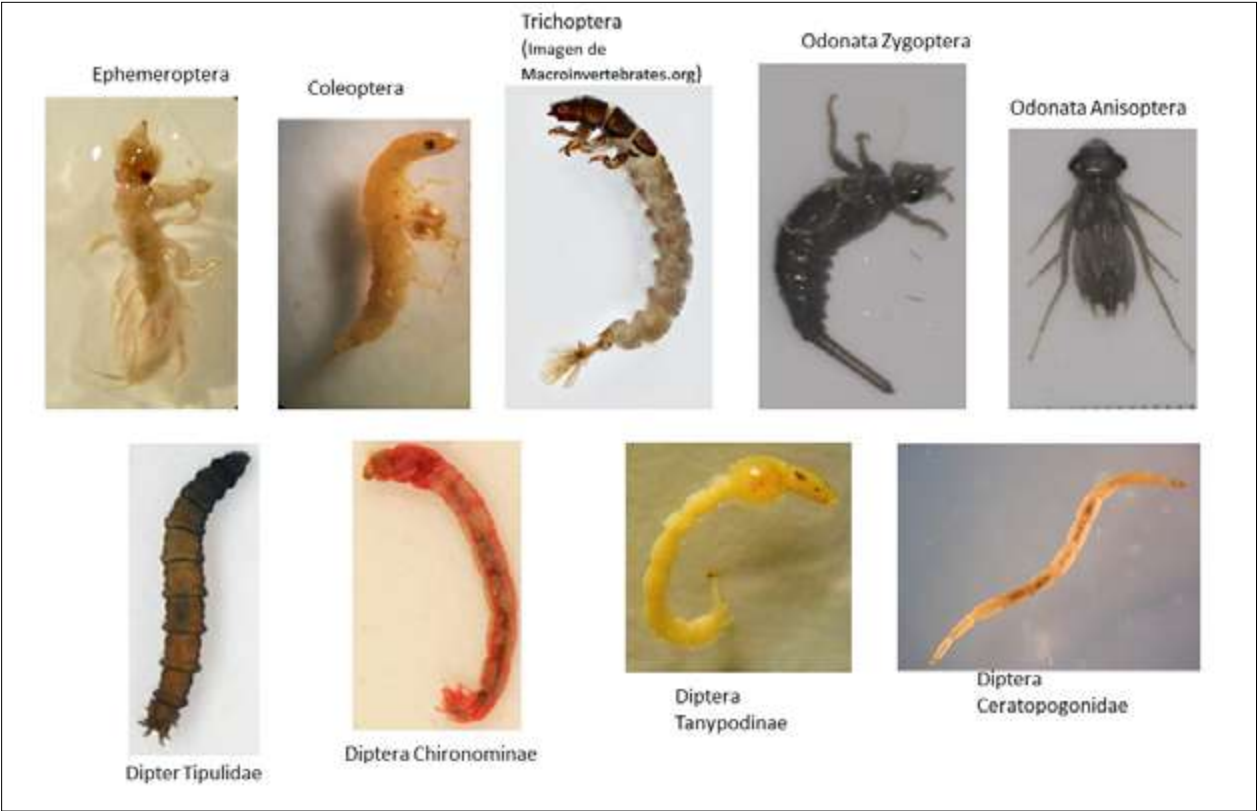 Ephemeroptera
Coleoptera
Trichoptera
(Imagen de
Macroinvertebrates.org)
Odonata Zygoptera
Odonata Anisoptera
Dipter Tipulidae
Diptera Chironominae
Diptera
Tanypodinae
Diptera
Ceratopogonidae